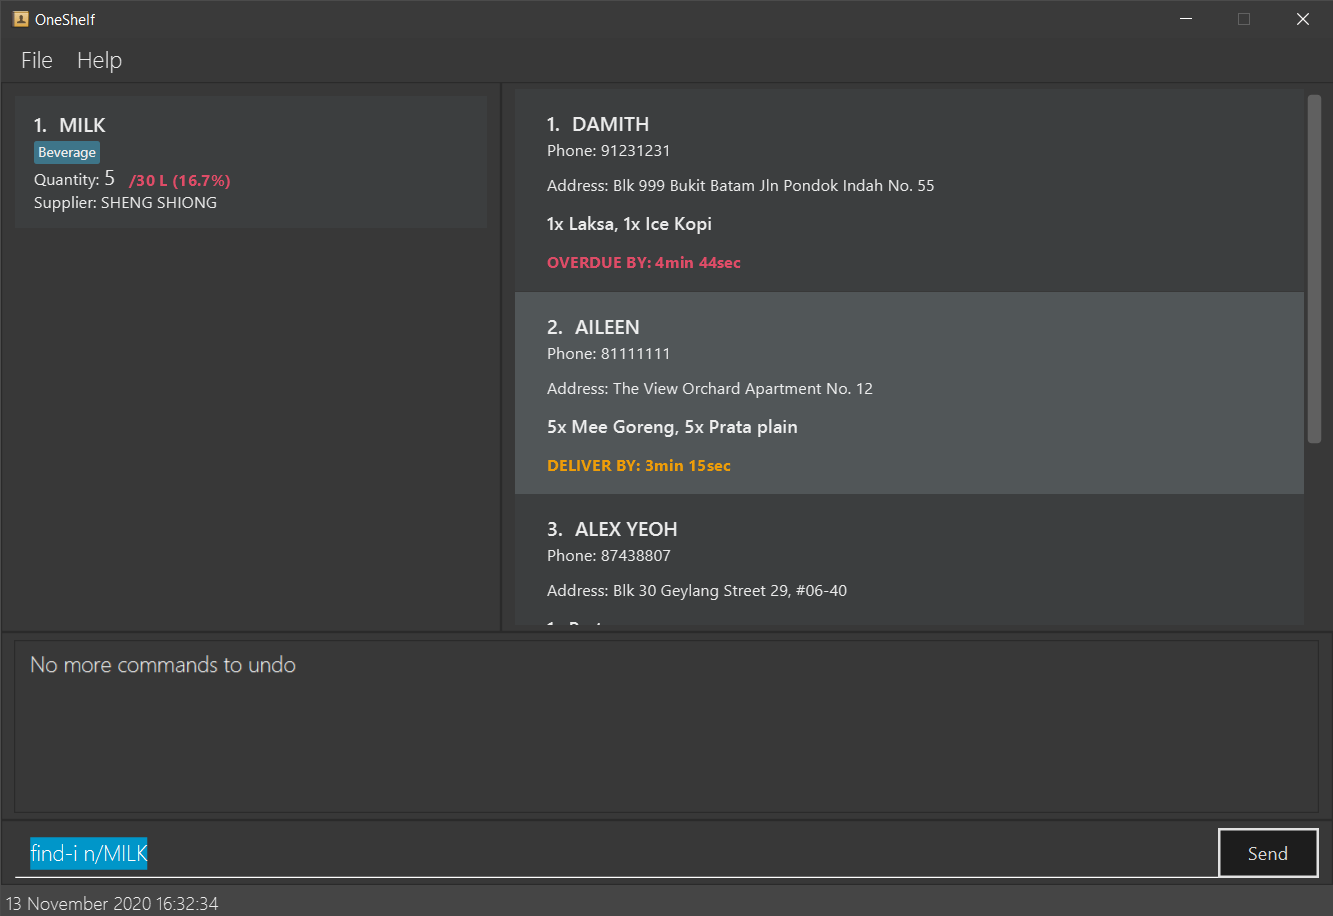 OneShelf
File Help
1. MILK
Beverage
Quantity: 5 /30 L (16.7%)
Supplier: SHENG SHIONG
1. DAMITH
Phone: 91231231
Address: Blk 999 Bukit Batam Jln Pondok Indah No. 55
1x Laksa, 1x Ice Kopi
OVERDUE BY: 4min 44sec
2. AILEEN
Phone: 81111111
Address: The View Orchard Apartment No. 12
5x Mee Goreng, 5x Prata plain
DELIVER BY: 3min 15sec
3. ALEX YEOH
Phone: 87438807
Address: Blk 30 Geylang Street 29, #06-40
No more commands to undo
find-i n/MILK
Send
13 November 2020 16:32:34